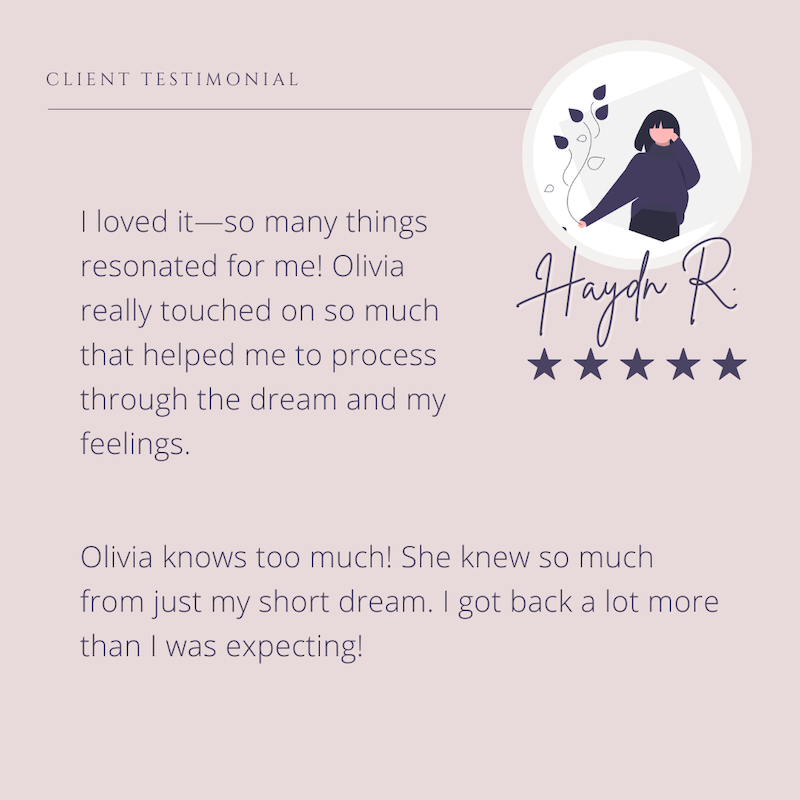 CLIENT TESTIMONIAL
I loved it—so many things
resonated for me! Olivia
really touched on so much
that helped me to process
through the dream and my
feelings.
Haydn R.
Olivia knows too much! She knew so much
from just my short dream. I got back a lot more
than I was expecting!